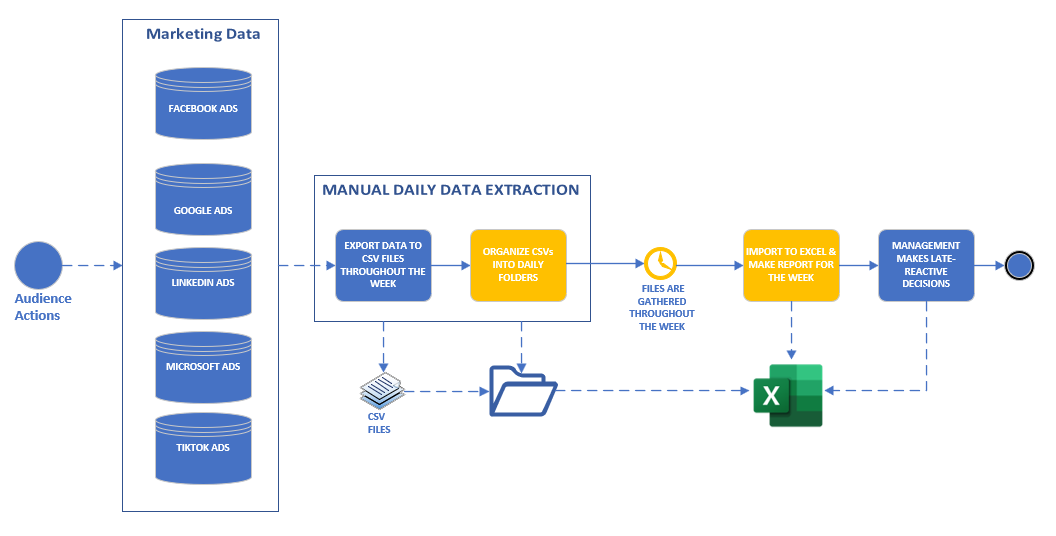 Marketing Data
FACEBOOK ADS
GOOGLE ADS
LINKEDIN ADS
MICROSOFT ADS
TIKTOK ADS
Audience
Actions
MANUAL DAILY DATA EXTRACTION
EXPORT DATA TO
CSV FILES
THROUGHOUT THE
WEEK
ORGANIZE CSVs
INTO DAILY
FOLDERS
CSV
FILES
FILES ARE
GATHERED
THROUGHOUT
THE WEEK
IMPORT TO EXCEL &
MAKE REPORT FOR
THE WEEK
MANAGEMENT
MAKES LATE-
REACTIVE
DECISIONS
X